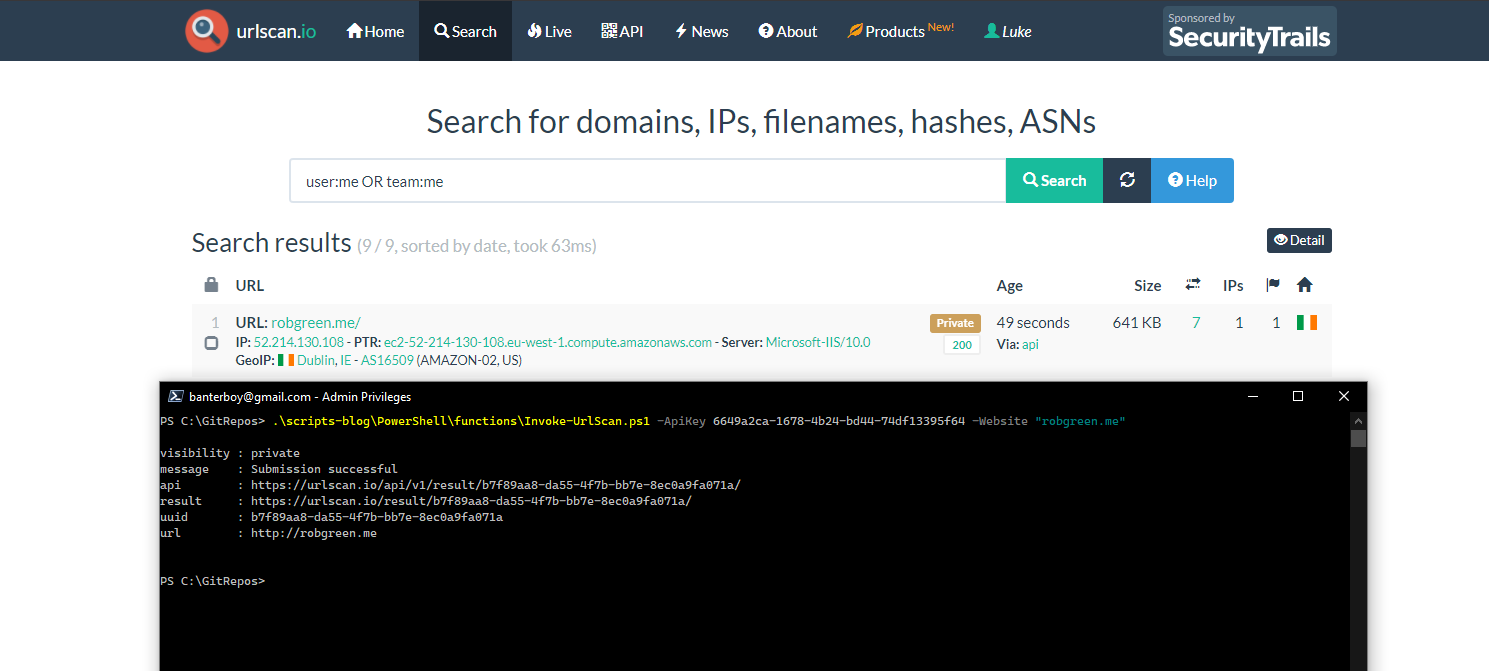 urlscan.io Home Search Live API News About Products New! Luke Sponsored by SecurityTrails
Search for domains, IPs, filenames, hashes, ASNs
user:me OR team:me Search Help
Search results (9 / 9, sorted by date, took 63ms) Detail
URL Age Size IPs
1 URL: robgreen.me/ Private 49 seconds 641 KB 7 1 1
IP: 52.214.130.108 - PTR: ec2-52-214-130-108.eu-west-1.compute.amazonaws.com - Server: Microsoft-IIS/10.0 200 Via: api
GeoIP: Dublin, IE - AS16509 (AMAZON-02, US)
banterboy@gmail.com - Admin Privileges
PS C:\GitRepos> .\scripts-blog\PowerShell\functions\Invoke-UrlScan.ps1 -ApiKey 6649a2ca-1678-4b24-bd44-74df13395f64 -Website "robgreen.me"
visibility : private
message : Submission successful
api : https://urlscan.io/api/v1/result/b7f89aa8-da55-4f7b-bb7e-8ec0a9fa071a/
result : https://urlscan.io/result/b7f89aa8-da55-4f7b-bb7e-8ec0a9fa071a/
uuid : b7f89aa8-da55-4f7b-bb7e-8ec0a9fa071a
url : http://robgreen.me
PS C:\GitRepos>